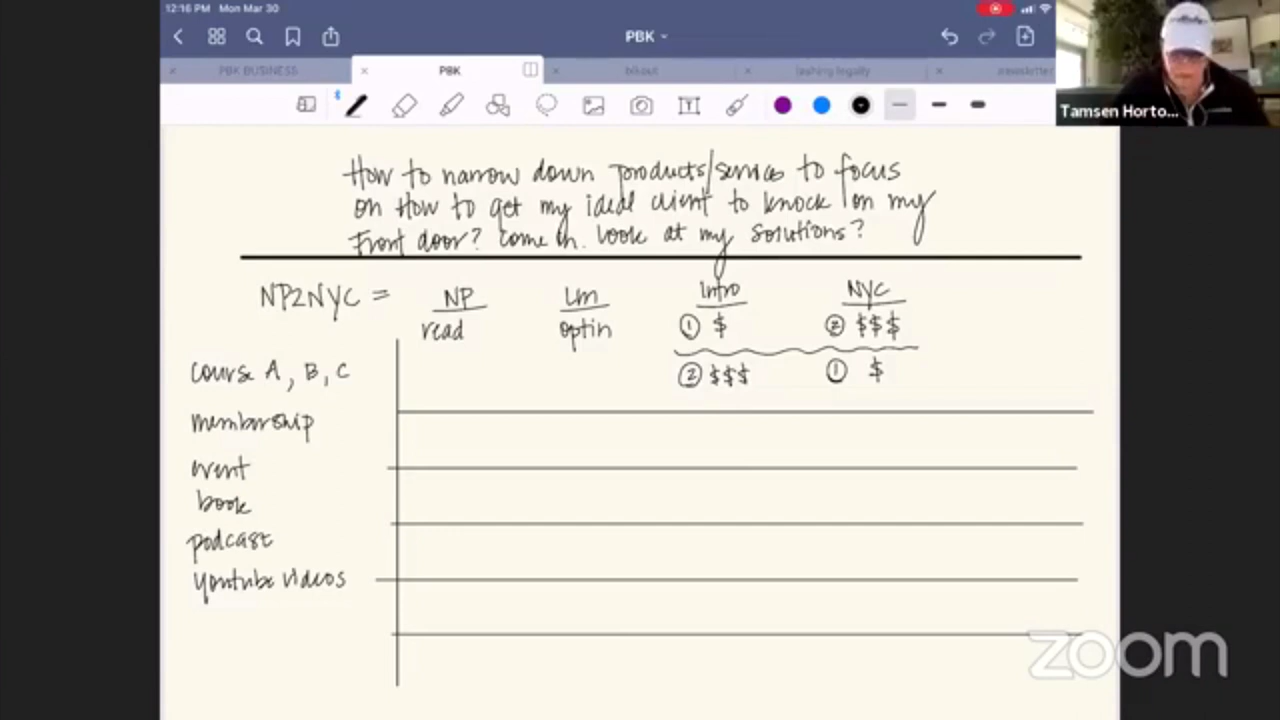 12:16 PM Mon Mar 30
PBK
PBK BUSINESS
PBK
bikout
lashing legally
newsletter
Tamsen Horto...
How to narrow down products/services to focus
on How to get my ideal client to knock on my
Front door? Come in. Look at my solutions?
NP2NYC =
NP
Lm
Intro
NYC
read
optin
① $
② $$$
course A, B, C
② $$$
① $
membership
event
book
podcast
Youtube videos
zoom